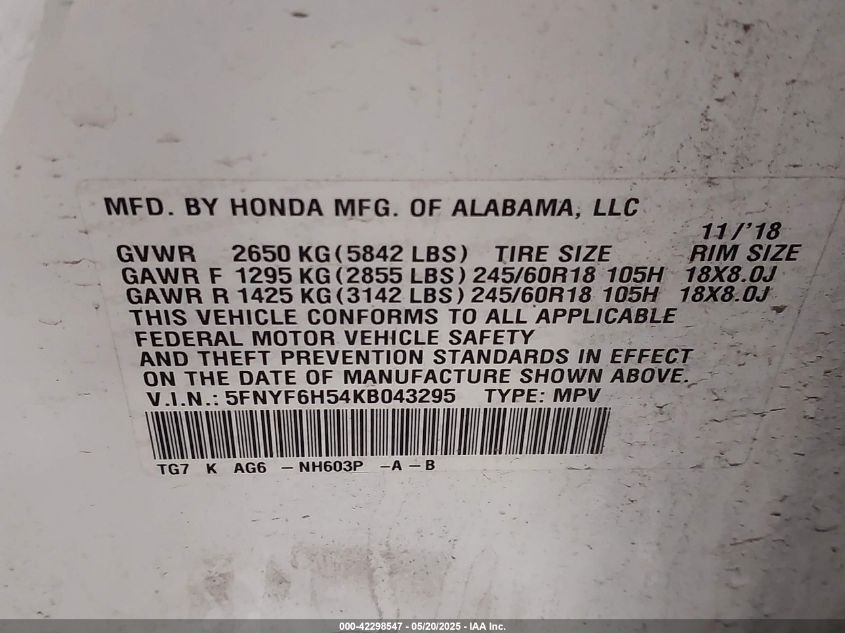 MFD. BY HONDA MFG. OF ALABAMA, LLC
11/'18
GVWR 2650 KG(5842 LBS) TIRE SIZE RIM SIZE
GAWR F 1295 KG(2855 LBS) 245/60R18 105H 18X8.0J
GAWR R 1425 KG(3142 LBS) 245/60R18 105H 18X8.0J
THIS VEHICLE CONFORMS TO ALL APPLICABLE
FEDERAL MOTOR VEHICLE SAFETY
AND THEFT PREVENTION STANDARDS IN EFFECT
ON THE DATE OF MANUFACTURE SHOWN ABOVE.
V.I.N.: 5FNYF6H54KB043295 TYPE: MPV
TG7 K AG6 -NH603P -A-B
000-42298547 - 05/20/2025 - IAA Inc.